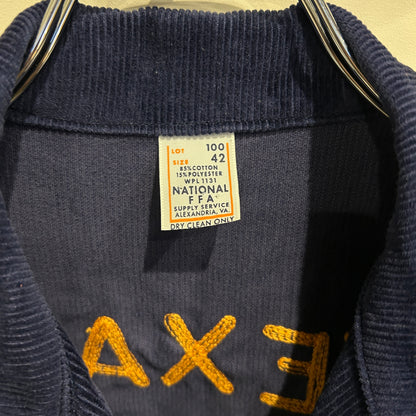 LOT 100
SIZE 42
85% COTTON
15% POLYESTER
WPL 1131
NATIONAL
FFA
SUPPLY SERVICE
ALEXANDRIA, VA.
DRY CLEAN ONLY